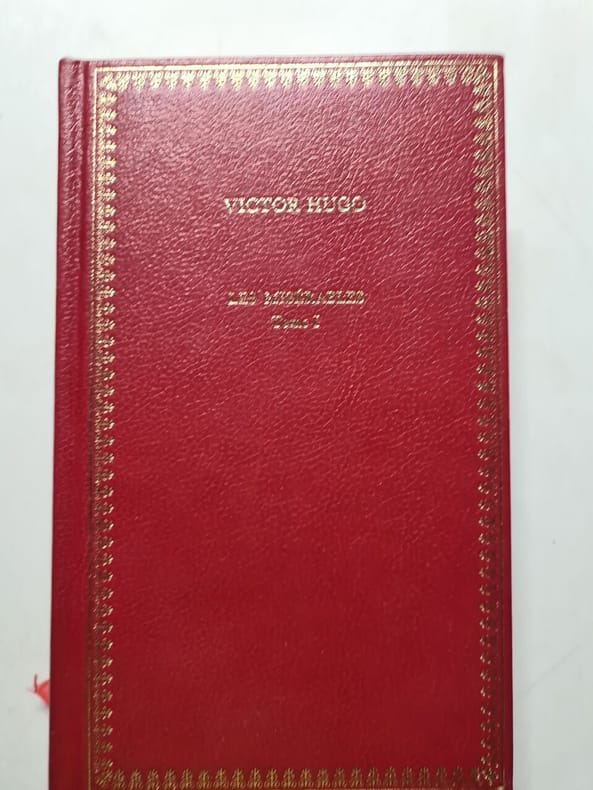 VICTOR HUGO
LES MISÉRABLES
Tome I